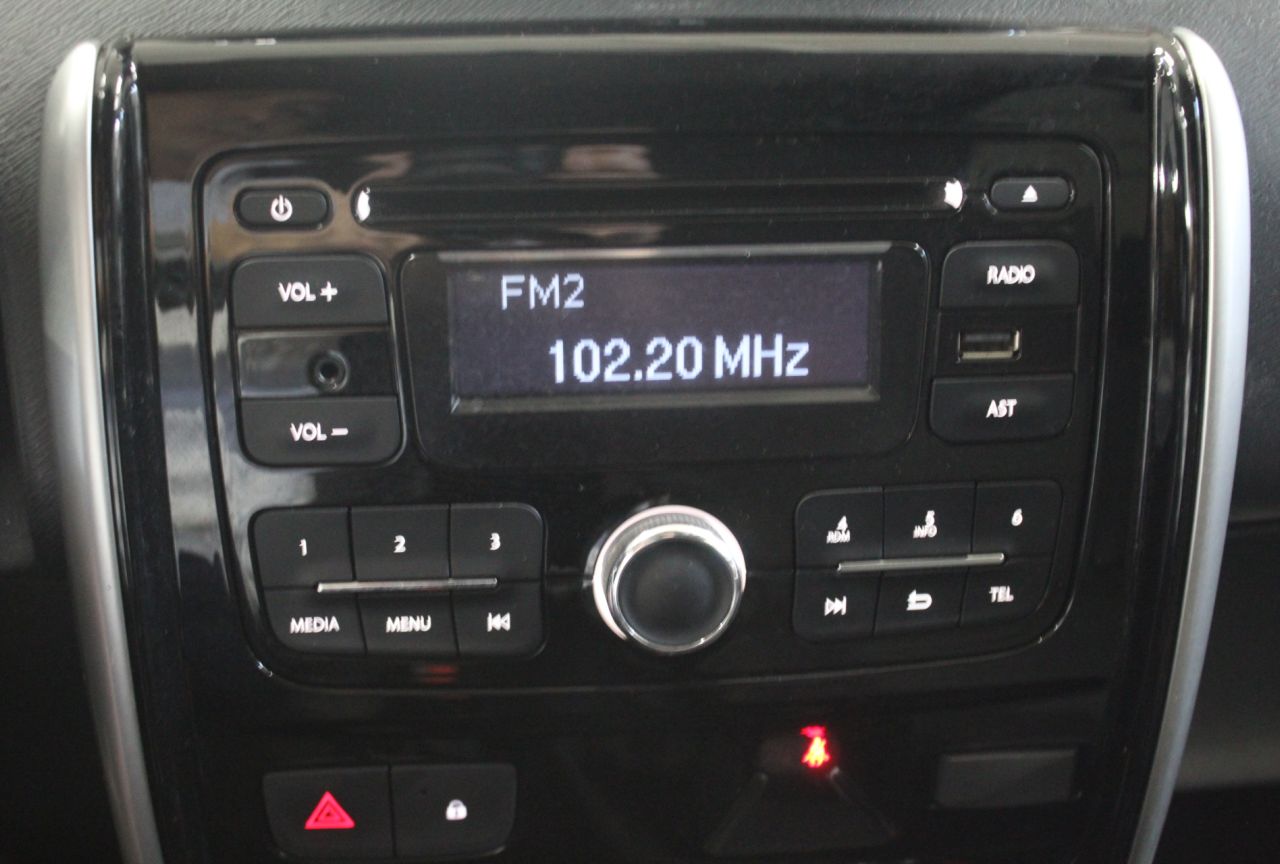 VOL +
FM2
RADIO
102.20 MHz
VOL –
AST
1 2 3
4 5 6
RDM INFO
MEDIA MENU
TEL